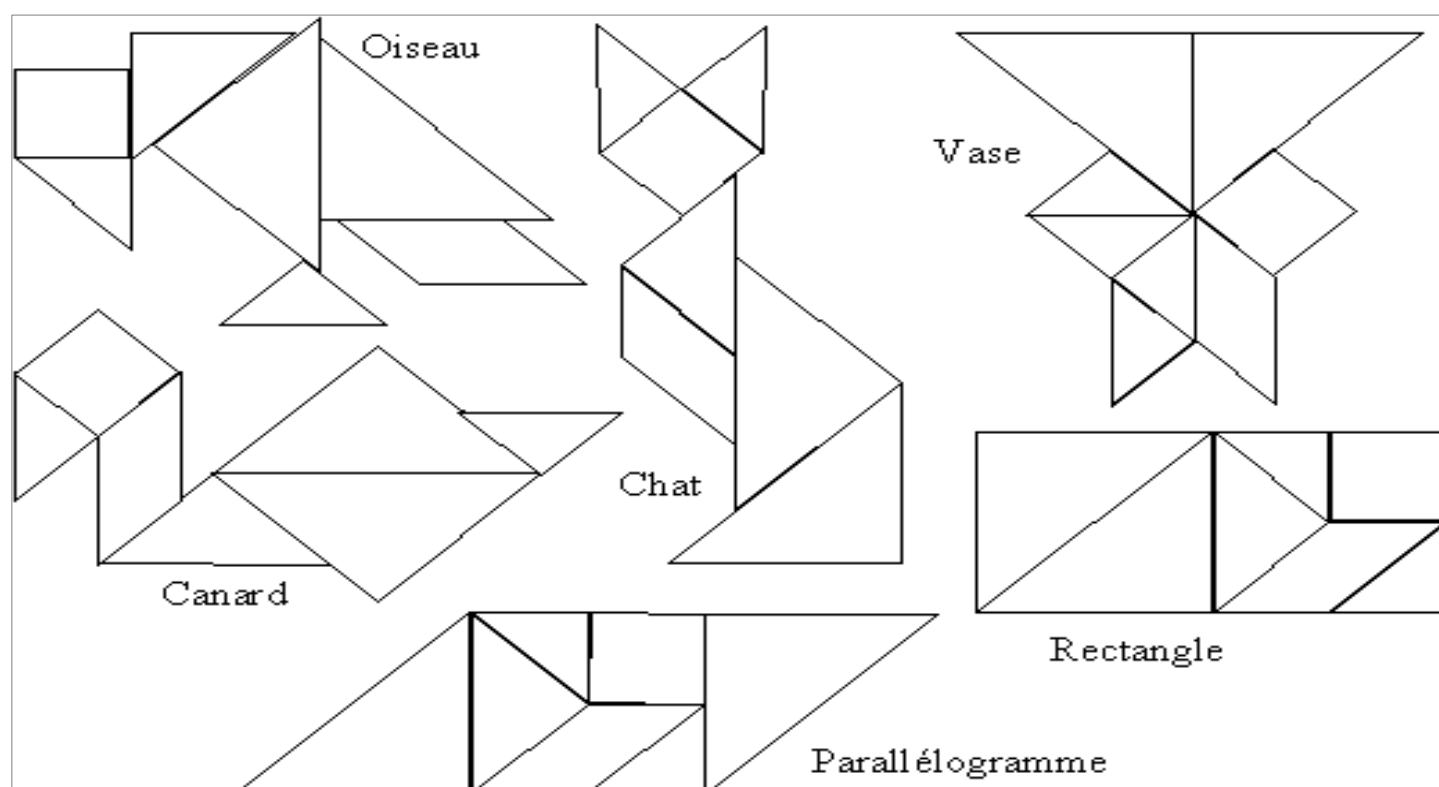 Oiseau
Vase
Chat
Canard
Rectangle
Parallélogramme